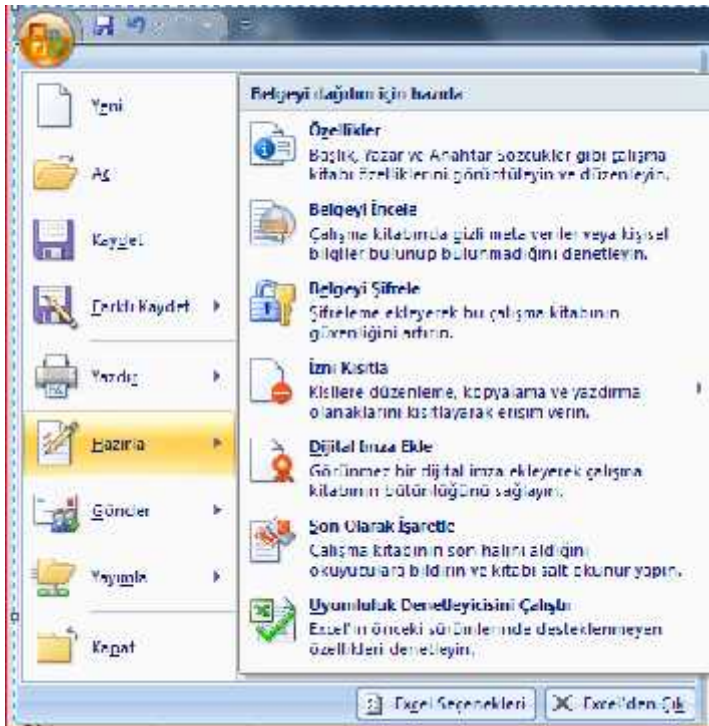 Yeni
Aç
Kaydet
Farklı Kaydet
Yazdır
Hazırla
Gönder
Yayımla
Kapat
Belgeyi dağıtım için hazırla
Özellikler
Başlık, Yazar ve Anahtar Sözcükler gibi çalışma
kitabı özelliklerini görüntüleyin ve düzenleyin.
Belgeyi İncele
Çalışma kitabında gizli meta veriler veya kişisel
bilgiler bulunup bulunmadığını denetleyin.
Belgeyi Şifrele
Şifreleme ekleyerek bu çalışma kitabının
güvenliğini artırın.
İzni Kısıtla
Kişilere düzenleme, kopyalama ve yazdırma
olanaklarını kısıtlayarak erişim verin.
Dijital İmza Ekle
Görünmez bir dijital imza ekleyerek çalışma
kitabının bütünlüğünü sağlayın.
Son Olarak İşaretle
Çalışma kitabının son halini aldığını
okuyuculara bildirin ve kitabı salt okunur yapın.
Uyumluluk Denetleyicisini Çalıştır
Excel'in önceki sürümlerinde desteklenmeyen
özellikleri denetleyin.
Excel Seçenekleri
Excel'den Çık